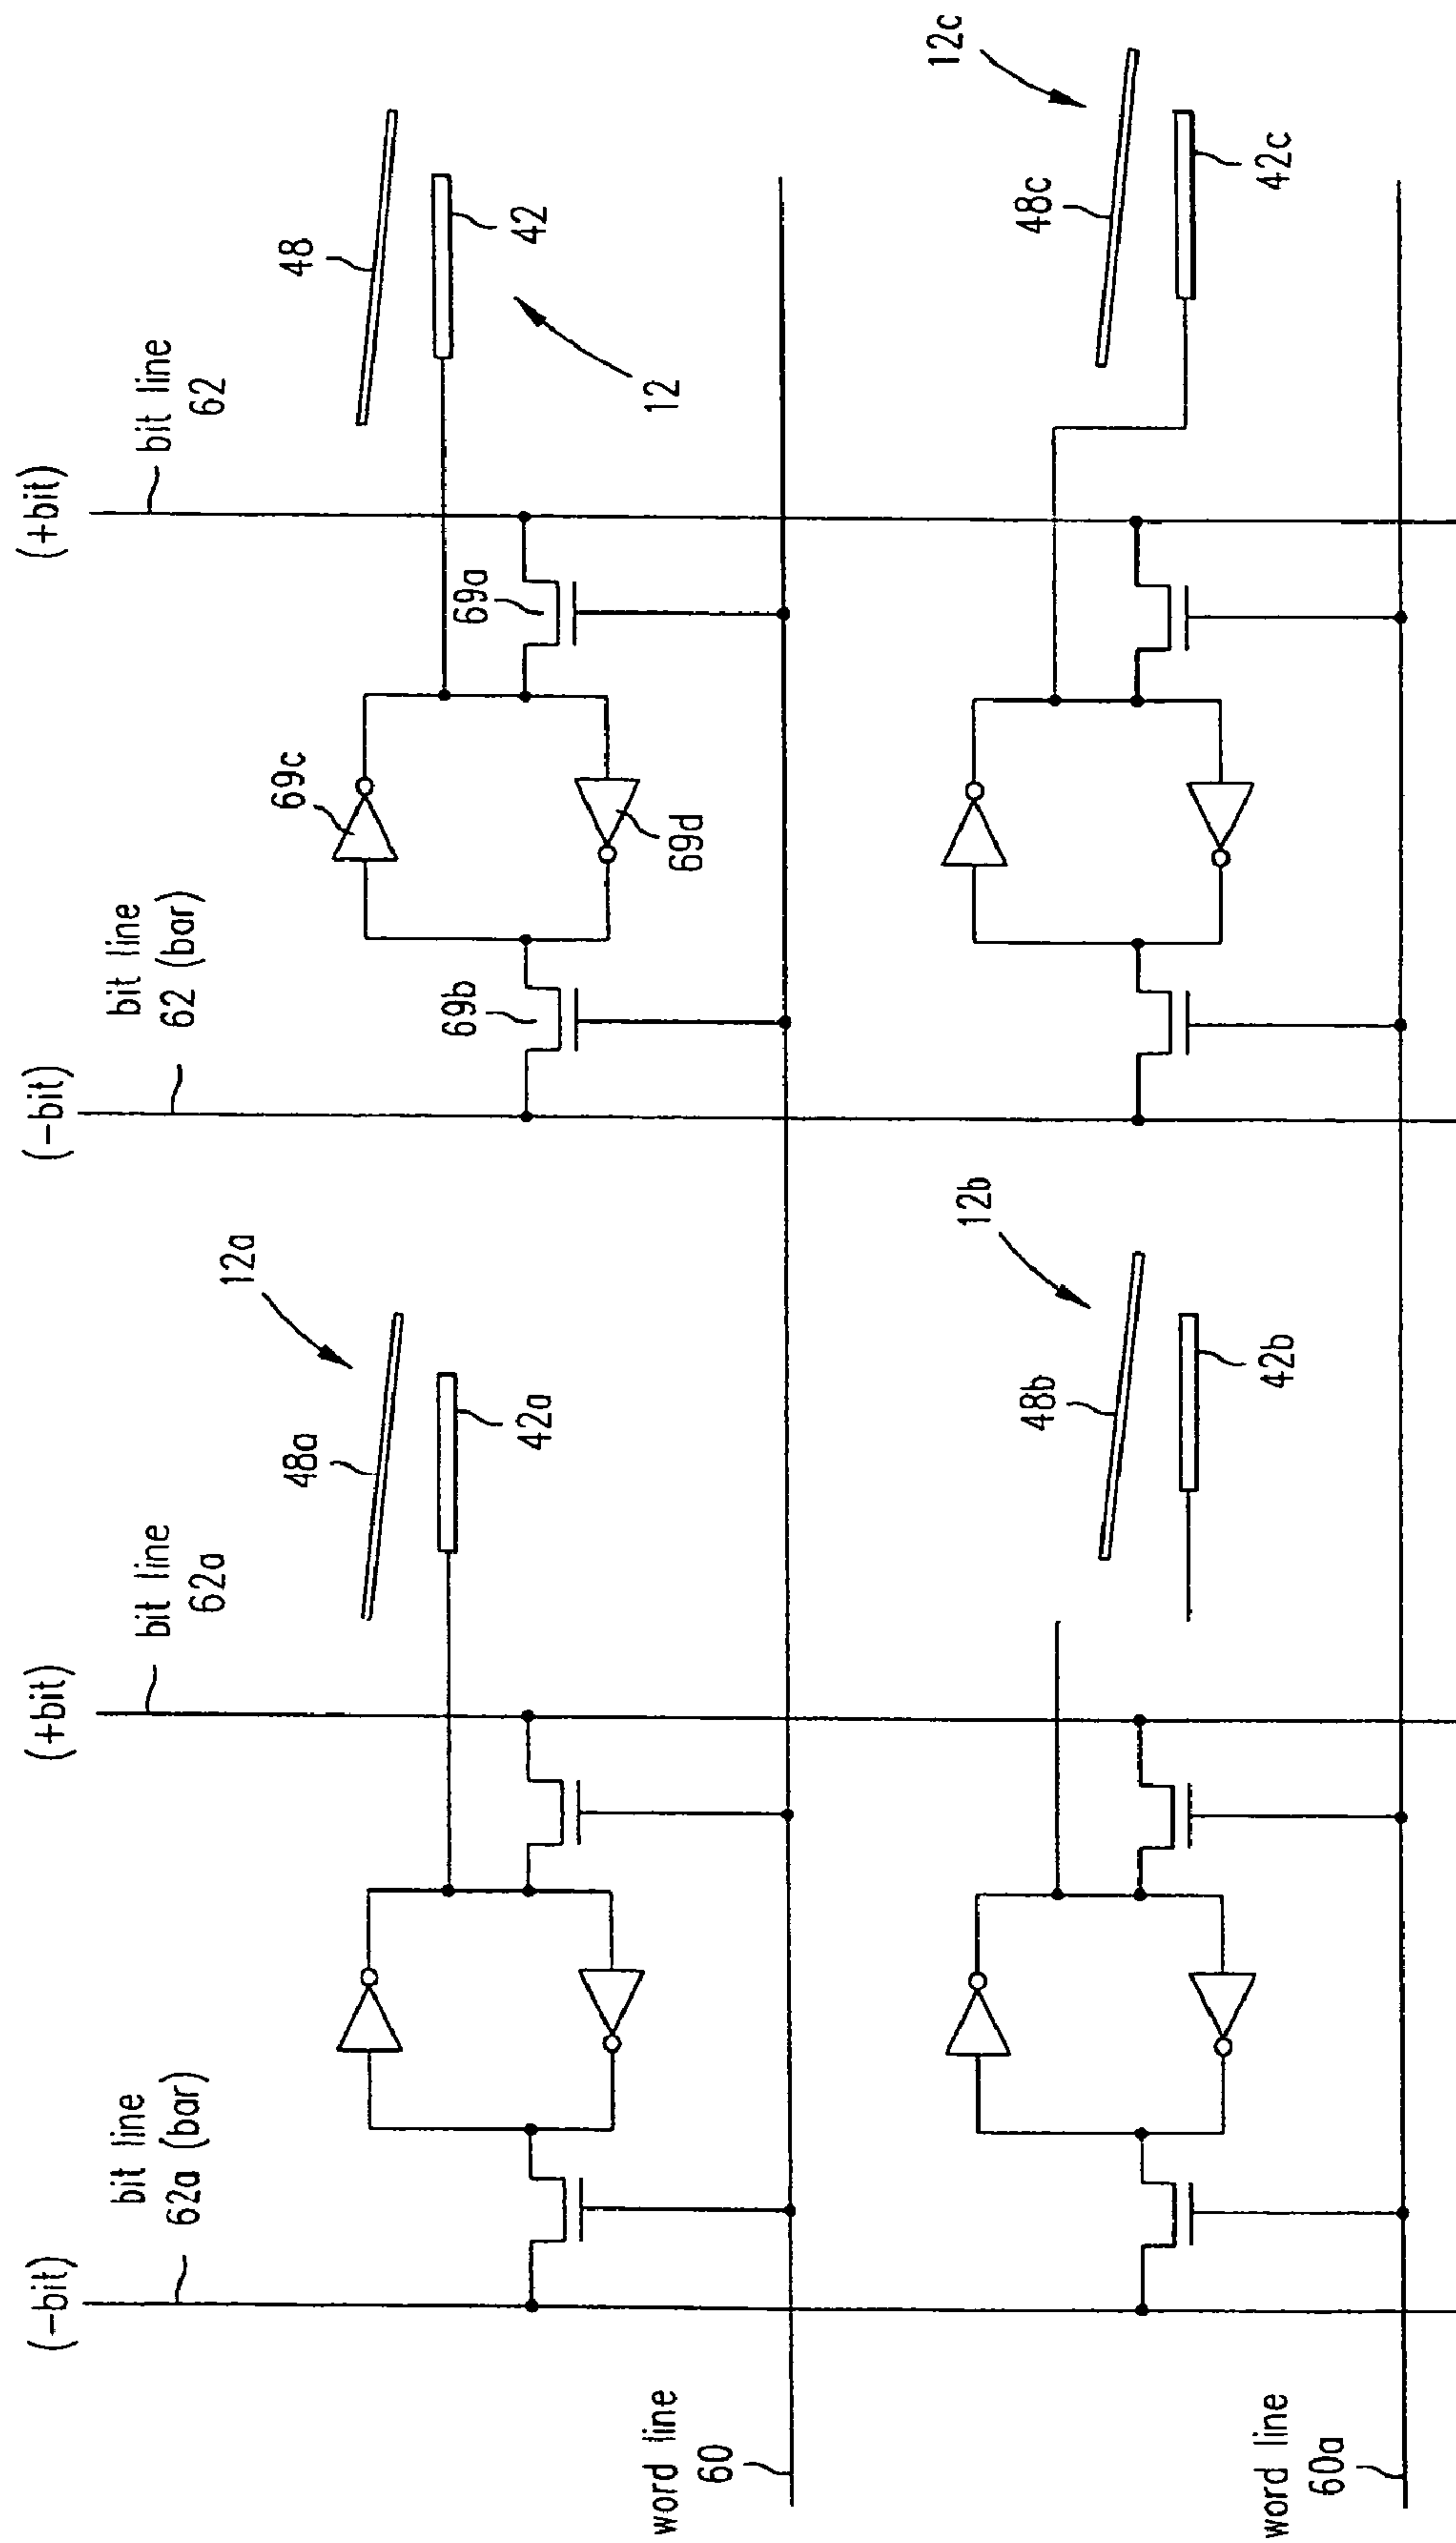 (−bit)
(+bit)
(−bit)
(+bit)
bit line
62a (bar)
bit line
62a
bit line
62 (bar)
bit line
62
48a
12a
42a
69b
69c
69d
69a
48
42
12
word line
60
48b
12b
42b
48c
12c
42c
word line
60a